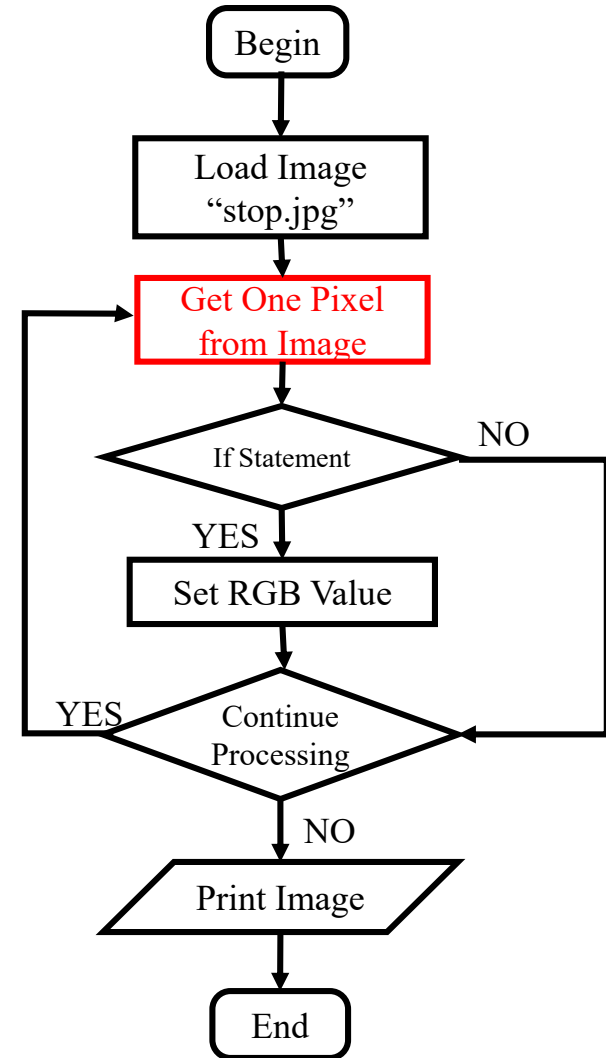 Begin
Load Image
“stop.jpg”
Get One Pixel
from Image
If Statement
NO
YES
Set RGB Value
YES
Continue
Processing
NO
Print Image
End